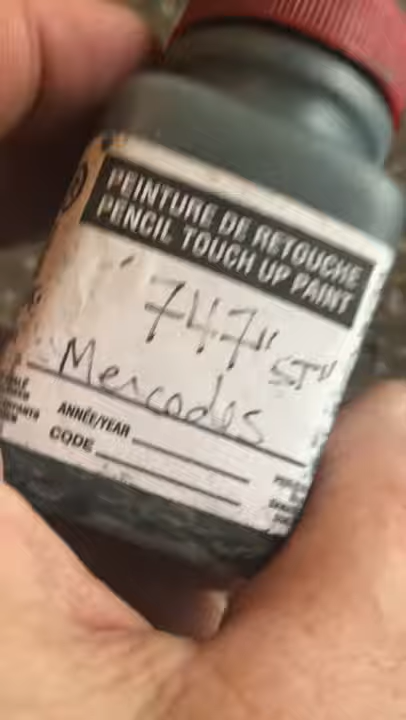 PEINTURE DE RETOUCHE
PENCIL TOUCH UP PAINT
"747"
"ST"
Mercedes
ANNÉE/YEAR
CODE